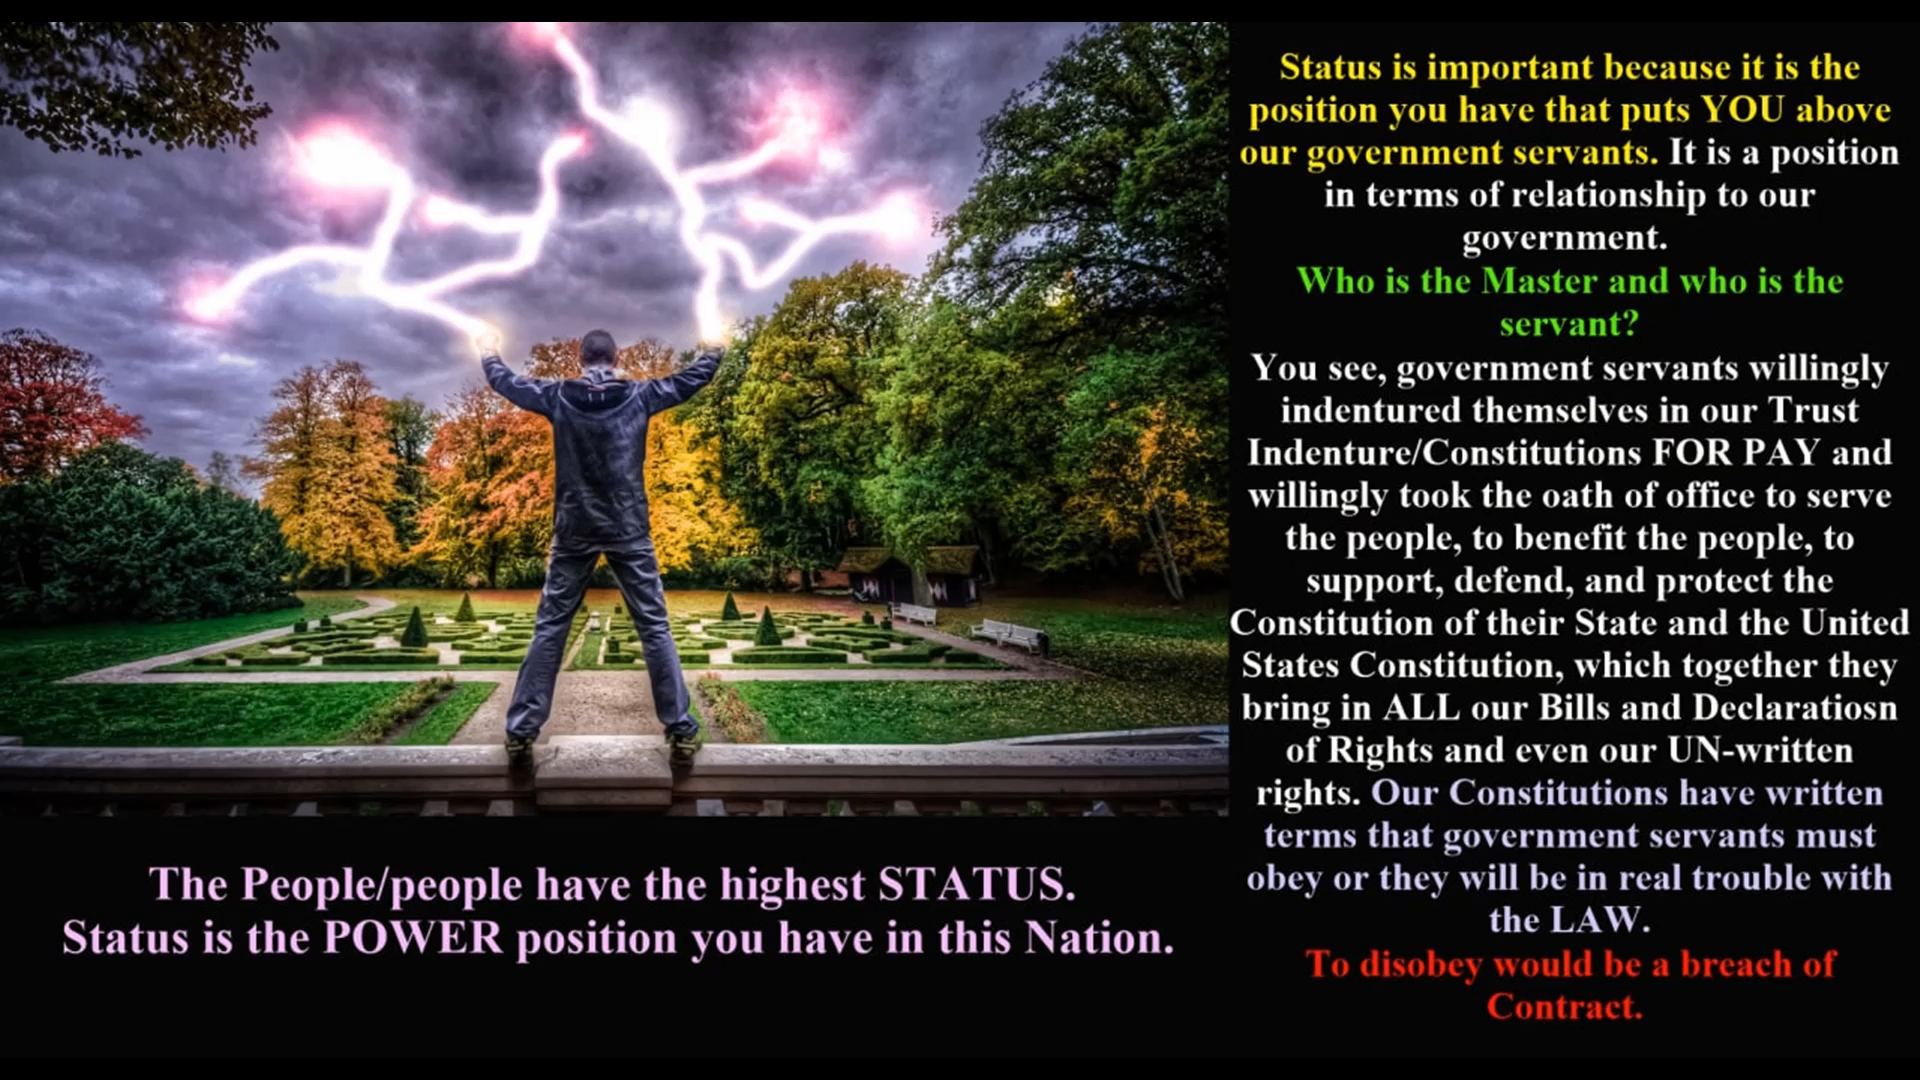 Status is important because it is the
position you have that puts YOU above
our government servants. It is a position
in terms of relationship to our
government.
Who is the Master and who is the
servant?
You see, government servants willingly
indentured themselves in our Trust
Indenture/Constitutions FOR PAY and
willingly took the oath of office to serve
the people, to benefit the people, to
support, defend, and protect the
Constitution of their State and the United
States Constitution, which together they
bring in ALL our Bills and Declaratiosn
of Rights and even our UN-written
rights. Our Constitutions have written
terms that government servants must
obey or they will be in real trouble with
the LAW.
To disobey would be a breach of
Contract.
The People/people have the highest STATUS.
Status is the POWER position you have in this Nation.